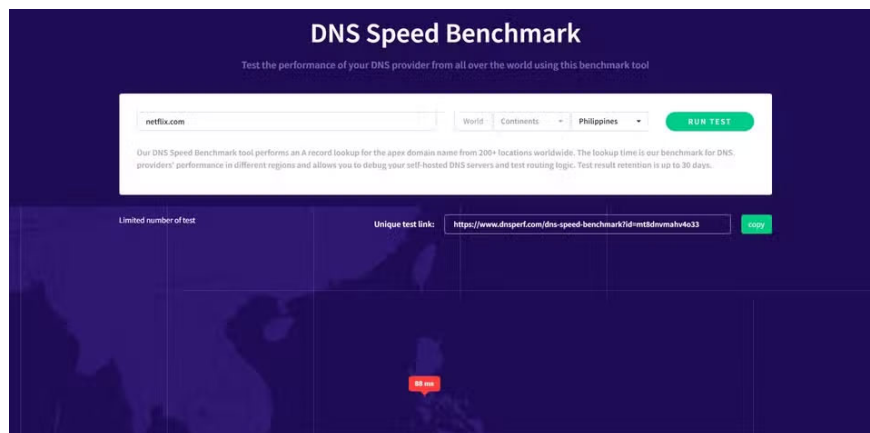 DNS Speed Benchmark
Test the performance of your DNS provider from all over the world using this benchmark tool
netflix.com World Continents Philippines RUN TEST
Our DNS Speed Benchmark tool performs an A record lookup for the apex domain name from 200+ locations worldwide. The lookup time is our benchmark for DNS
providers' performance in different regions and allows you to debug your self-hosted DNS servers and test routing logic. Test result retention is up to 30 days.
Limited number of test Unique test link: https://www.dnsperf.com/dns-speed-benchmark?id=mt8dnvmahv4o33 copy
88 ms